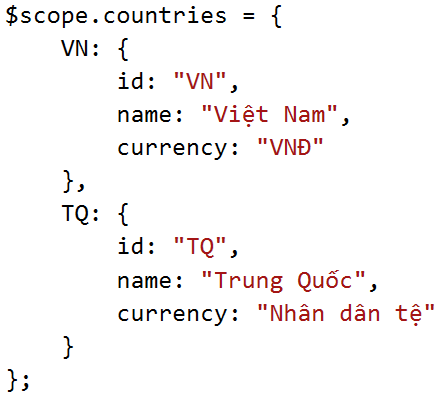 $scope.countries = {
    VN: {
        id: "VN",
        name: "Việt Nam",
        currency: "VNĐ"
    },
    TQ: {
        id: "TQ",
        name: "Trung Quốc",
        currency: "Nhân dân tệ"
    }
};